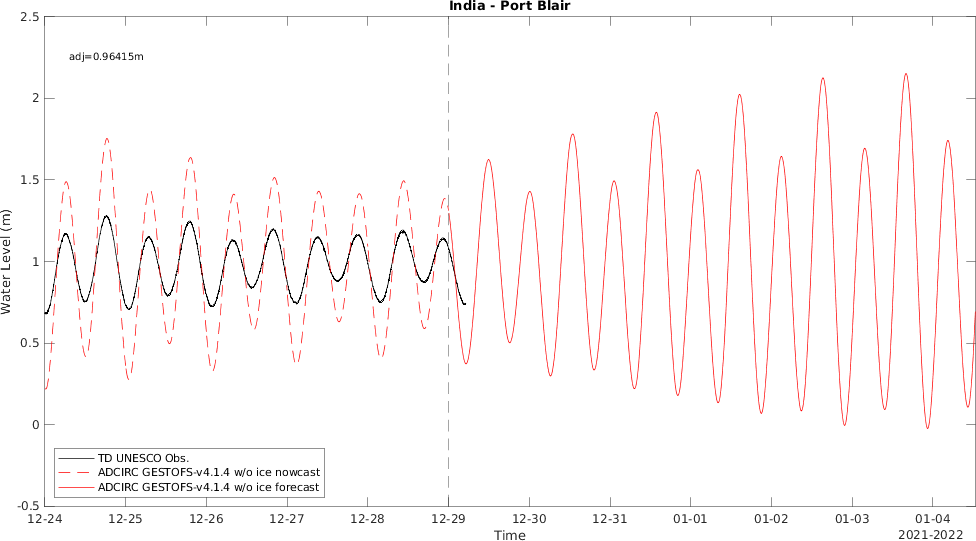 India - Port Blair
2.5
2
1.5
1
0.5
0
-0.5
Water Level (m)
adj=0.96415m
TD UNESCO Obs.
ADCIRC GESTOFS-v4.1.4 w/o ice nowcast
ADCIRC GESTOFS-v4.1.4 w/o ice forecast
12-24 12-25 12-26 12-27 12-28 12-29 12-30 12-31 01-01 01-02 01-03 01-04
Time
2021-2022